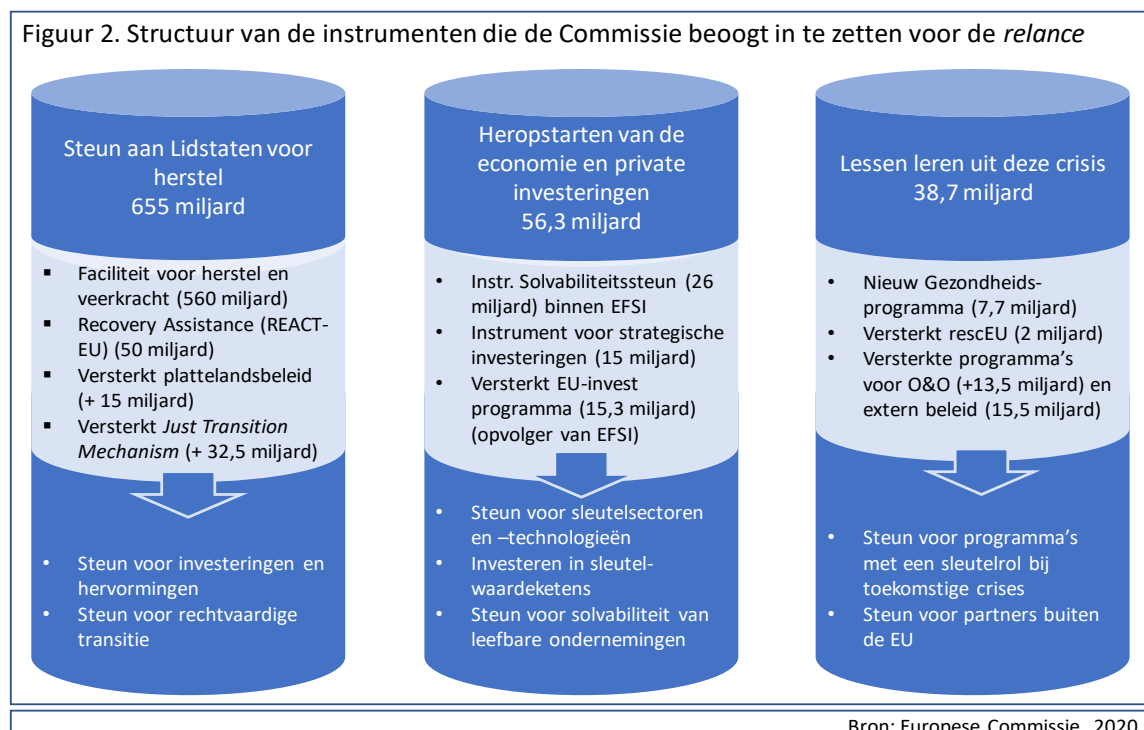 Figuur 2. Structuur van de instrumenten die de Commissie beoogt in te zetten voor de relance
Steun aan Lidstaten voor
herstel
655 miljard
▪ Faciliteit voor herstel en
veerkracht (560 miljard)
▪ Recovery Assistance (REACT-
EU) (50 miljard)
▪ Versterkt plattelandsbeleid
(+ 15 miljard)
▪ Versterkt Just Transition
Mechanism (+ 32,5 miljard)
• Steun voor investeringen en
hervormingen
• Steun voor rechtvaardige
transitie
Heropstarten van de
economie en private
investeringen
56,3 miljard
• Instr. Solvabiliteitssteun (26
miljard) binnen EFSI
• Instrument voor strategische
investeringen (15 miljard)
• Versterkt EU-invest
programma (15,3 miljard)
(opvolger van EFSI)
• Steun voor sleutelsectoren
en –technologieën
• Investeren in sleutel-
waardeketens
• Steun voor solvabiliteit van
leefbare ondernemingen
Lessen leren uit deze crisis
38,7 miljard
• Nieuw Gezondheids-
programma (7,7 miljard)
• Versterkt rescEU (2 miljard)
• Versterkte programma's
voor O&O (+13,5 miljard) en
extern beleid (15,5 miljard)
• Steun voor programma's
met een sleutelrol bij
toekomstige crises
• Steun voor partners buiten
de EU
Bron: Europese Commissie, 2020